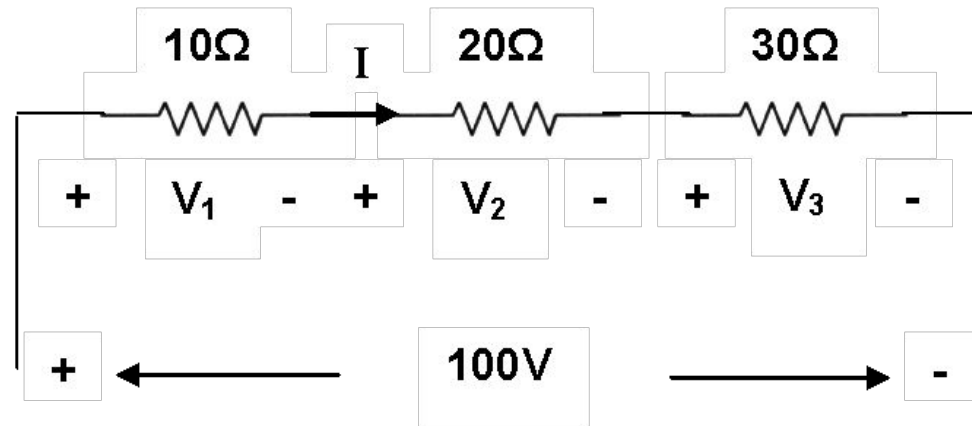 10Ω I 20Ω 30Ω
+ V₁ - + V₂ - + V₃ -
+ 100V -